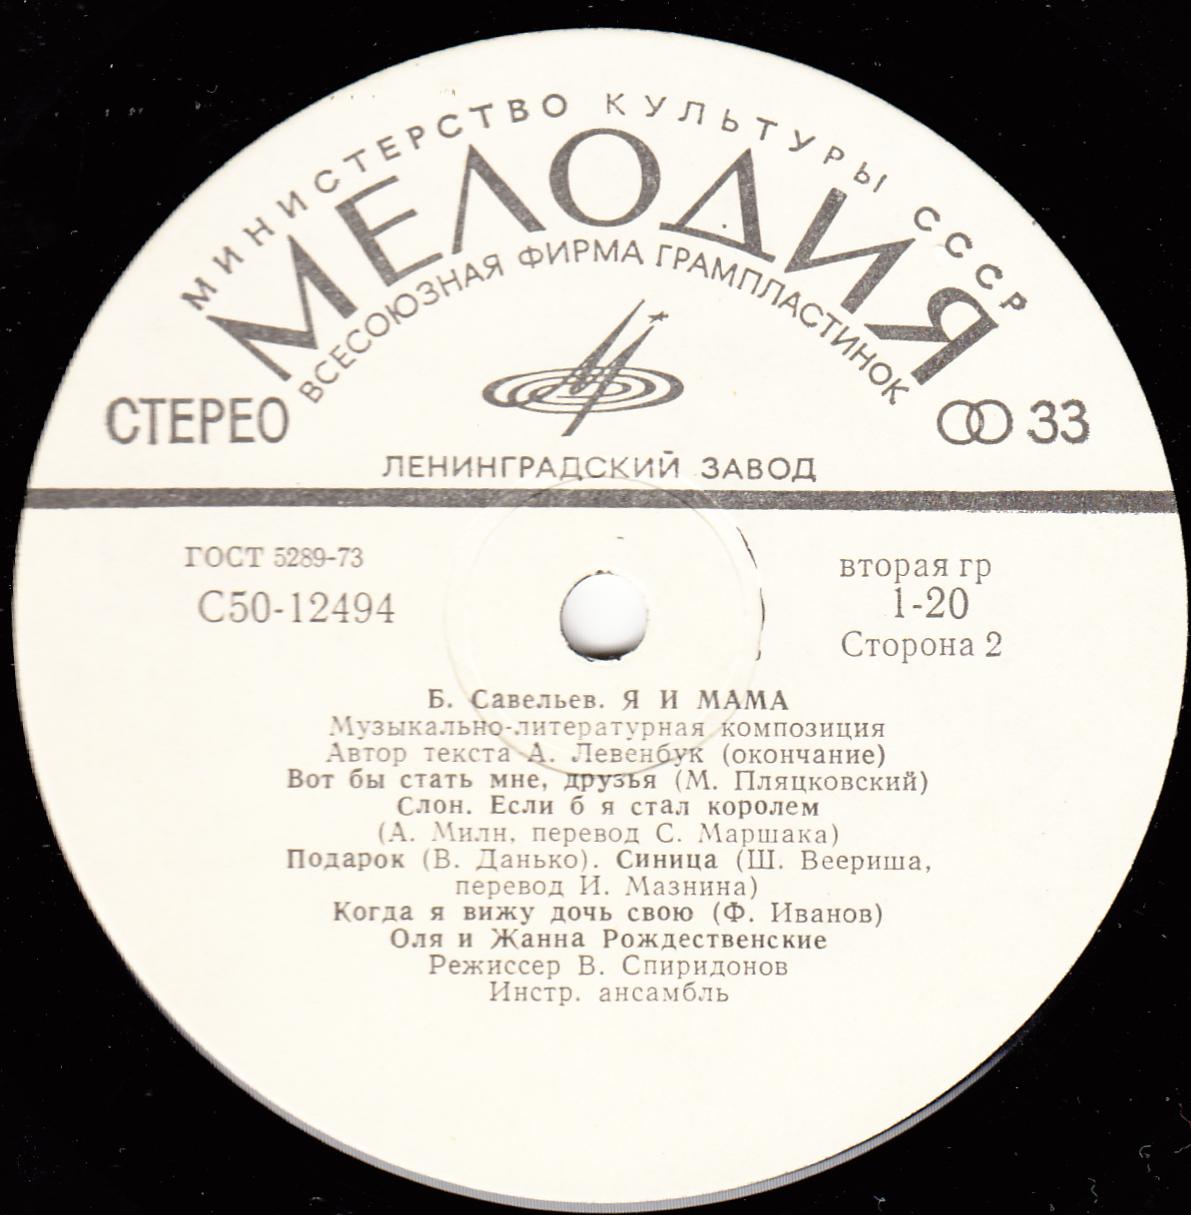 МИНИСТЕРСТВО КУЛЬТУРЫ СССР
МЕЛОДИЯ
ВСЕСОЮЗНАЯ ФИРМА ГРАМПЛАСТИНОК
СТЕРЕО
33
ЛЕНИНГРАДСКИЙ ЗАВОД
ГОСТ 5289-73
С50-12494
вторая гр
1-20
Сторона 2
Б. Савельев. Я И МАМА
Музыкально-литературная композиция
Автор текста А. Левенбук (окончание)
Вот бы стать мне, друзья (М. Пляцковский)
Слон. Если б я стал королем
(А. Милн, перевод С. Маршака)
Подарок (В. Данько). Синица (Ш. Веериша,
перевод И. Мазнина)
Когда я вижу дочь свою (Ф. Иванов)
Оля и Жанна Рождественские
Режиссер В. Спиридонов
Инстр. ансамбль